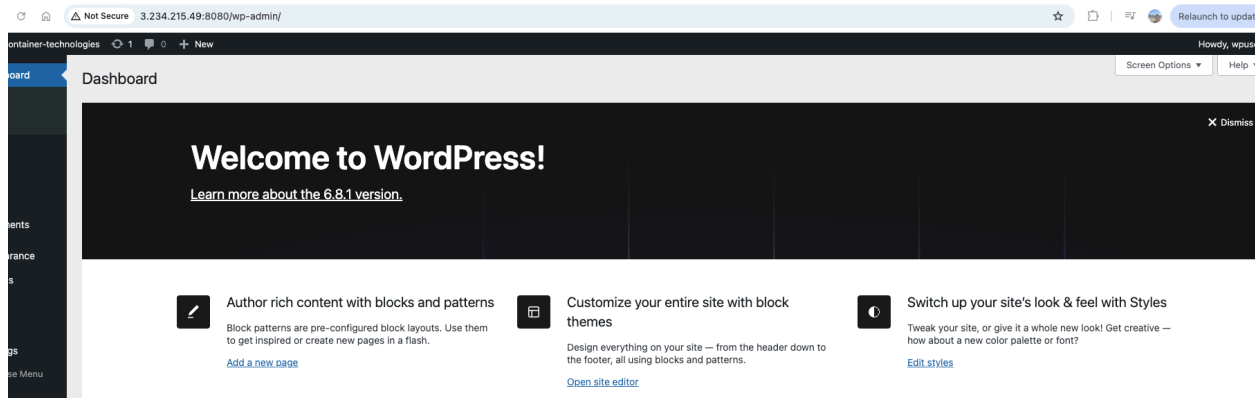 Not Secure 3.234.215.49:8080/wp-admin/
Relaunch to updat
ontainer-technologies 1 0 + New
Howdy, wpuse
oard
Dashboard
Screen Options ▼
Help
Dismiss
Welcome to WordPress!
Learn more about the 6.8.1 version.
ents
arance
s
gs
se Menu
Author rich content with blocks and patterns
Block patterns are pre-configured block layouts. Use them
to get inspired or create new pages in a flash.
Add a new page
Customize your entire site with block
themes
Design everything on your site — from the header down to
the footer, all using blocks and patterns.
Open site editor
Switch up your site’s look & feel with Styles
Tweak your site, or give it a whole new look! Get creative —
how about a new color palette or font?
Edit styles